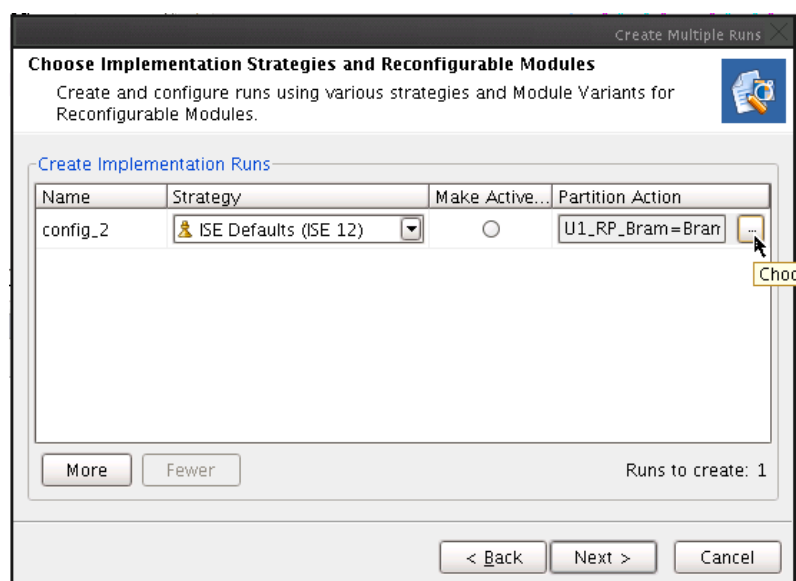 Create Multiple Runs
Choose Implementation Strategies and Reconfigurable Modules
Create and configure runs using various strategies and Module Variants for
Reconfigurable Modules.
Create Implementation Runs
Name Strategy Make Active... Partition Action
config_2 ISE Defaults (ISE 12) U1_RP_Bram=Bram ...
Choo
More Fewer Runs to create: 1
< Back Next > Cancel